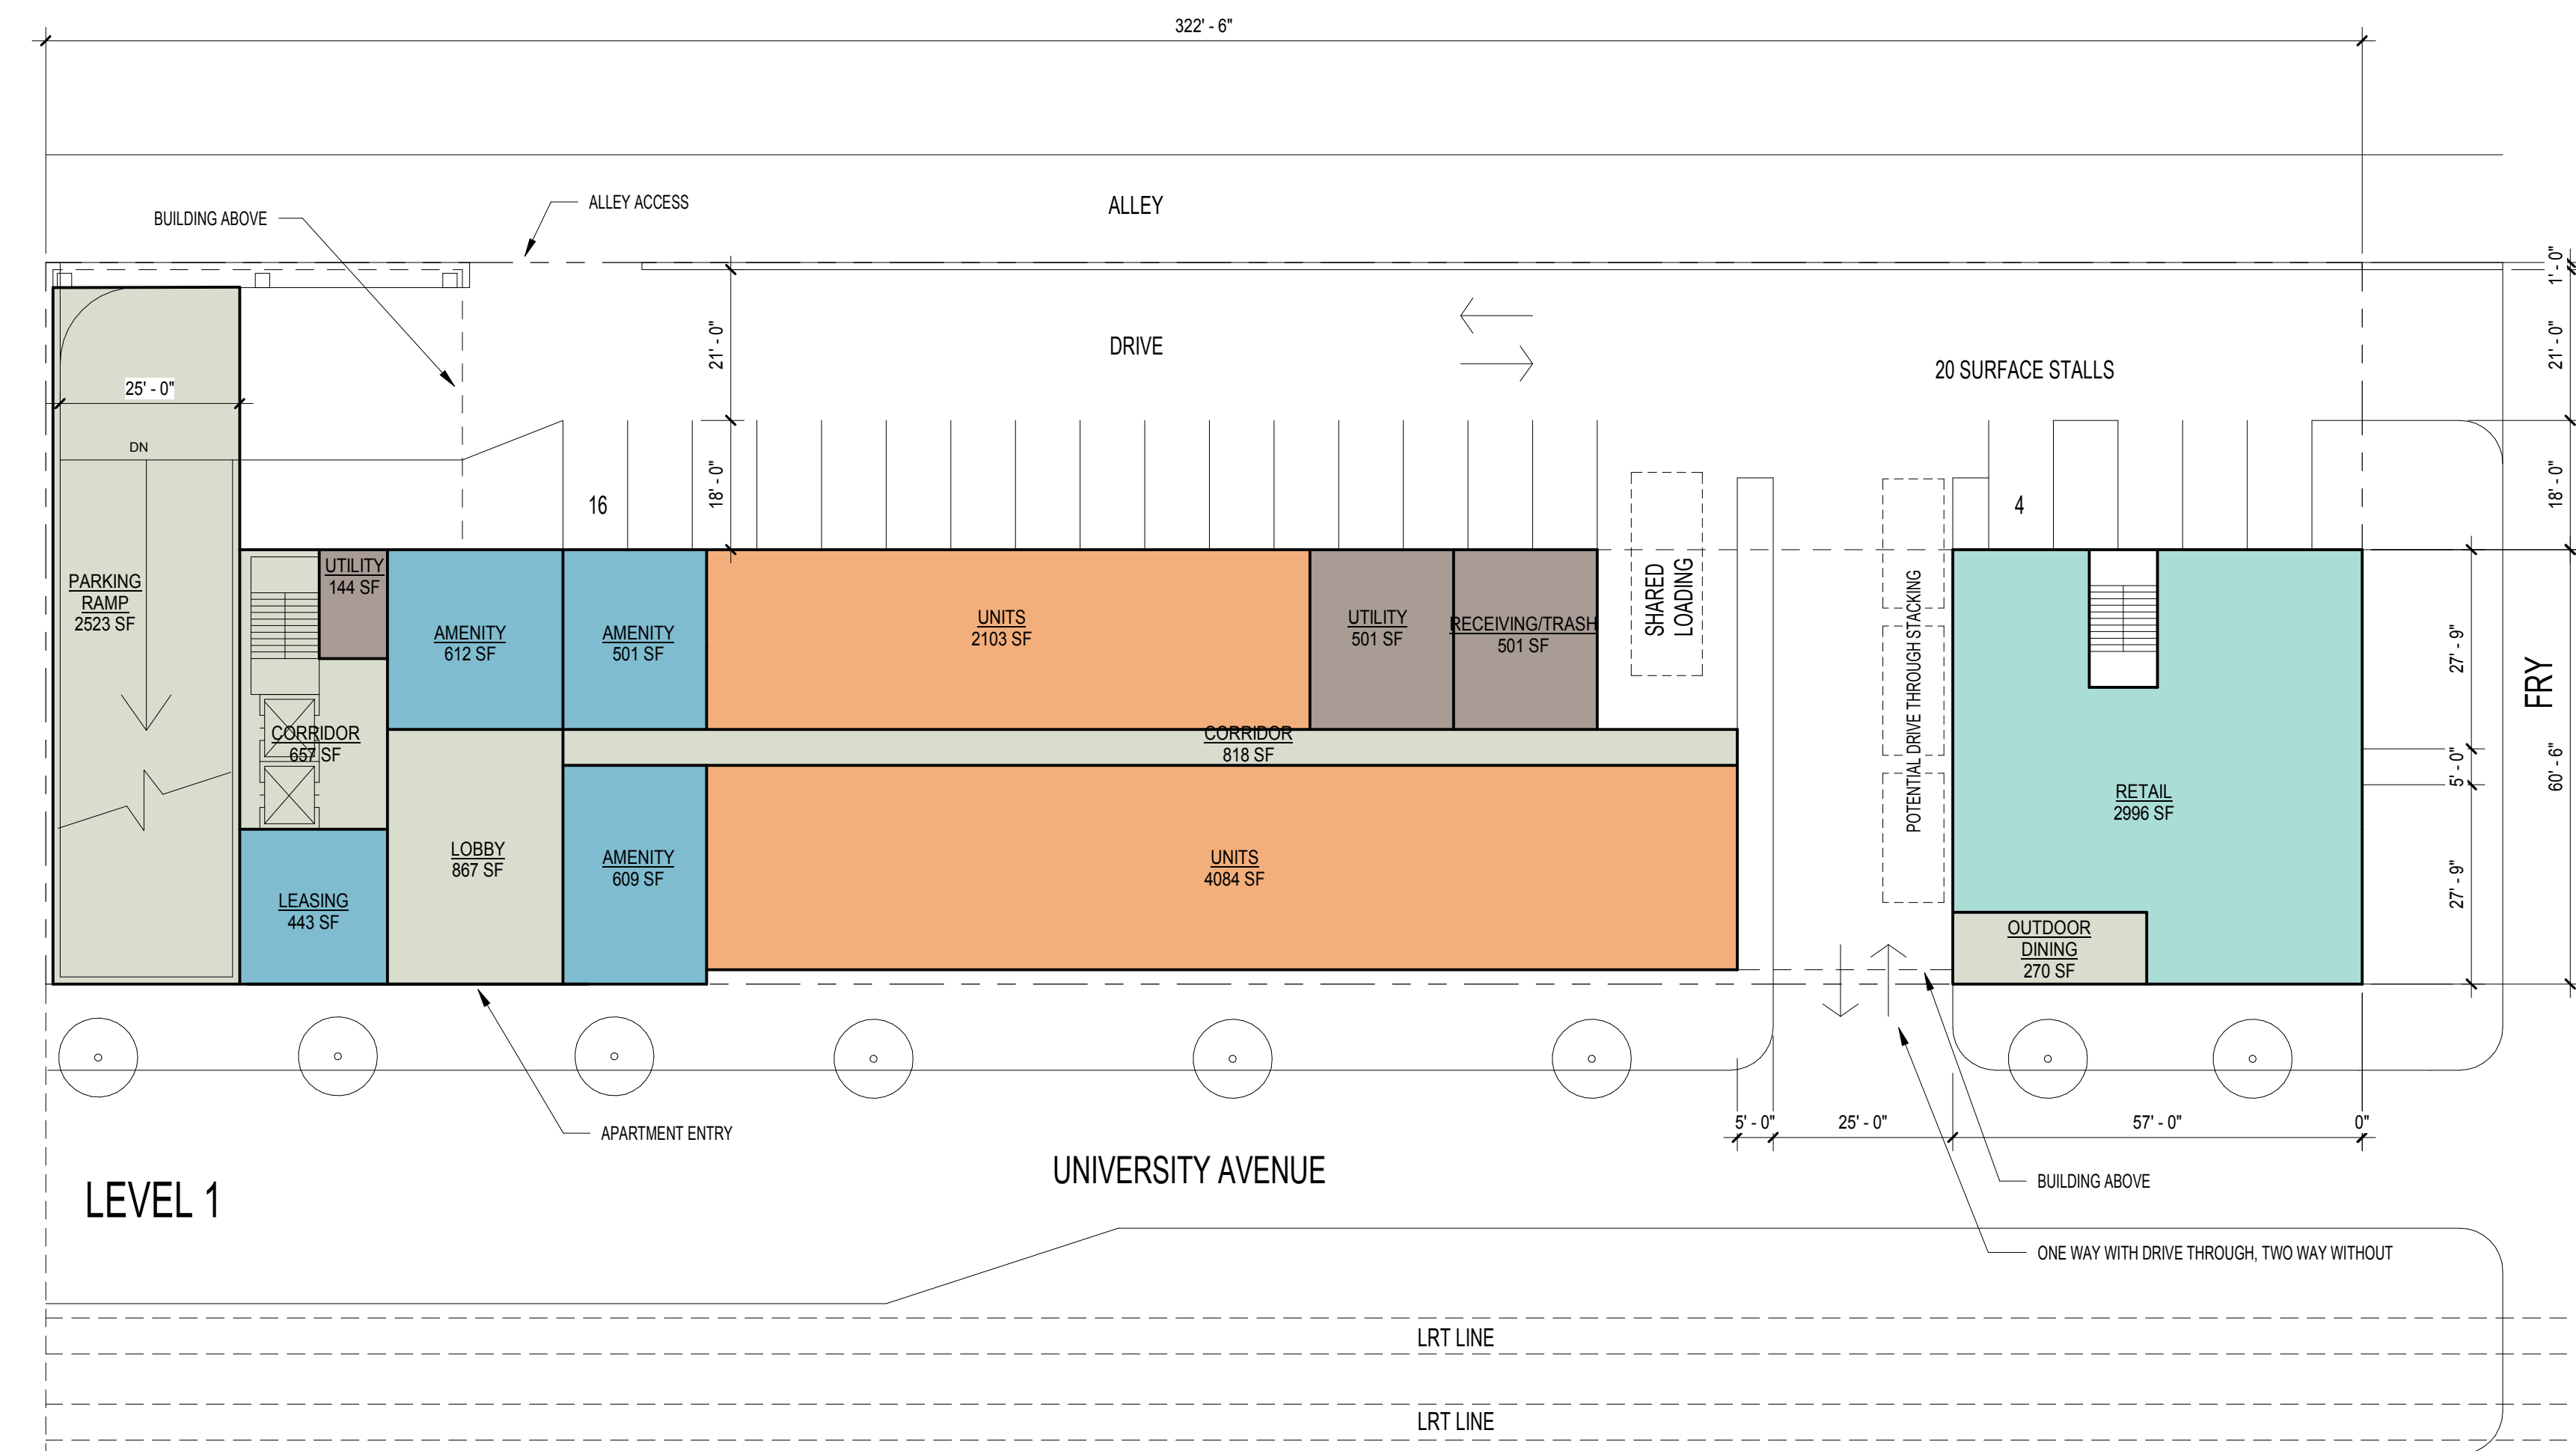 322' - 6"
ALLEY ACCESS
ALLEY
BUILDING ABOVE
1' - 0"
21' - 0"
DRIVE
21' - 0"
20 SURFACE STALLS
25' - 0"
DN
18' - 0"
16
4
18' - 0"
UTILITY
144 SF
PARKING
RAMP
2523 SF
AMENITY
612 SF
AMENITY
501 SF
UNITS
2103 SF
UTILITY
501 SF
RECEIVING/TRASH
501 SF
SHARED
LOADING
POTENTIAL DRIVE THROUGH STACKING
27' - 9"
FRY
CORRIDOR
657 SF
CORRIDOR
818 SF
5' - 0"
60' - 6"
RETAIL
2996 SF
LOBBY
867 SF
AMENITY
609 SF
UNITS
4084 SF
27' - 9"
LEASING
443 SF
OUTDOOR
DINING
270 SF
5' - 0"
25' - 0"
57' - 0"
0"
APARTMENT ENTRY
UNIVERSITY AVENUE
BUILDING ABOVE
LEVEL 1
ONE WAY WITH DRIVE THROUGH, TWO WAY WITHOUT
LRT LINE
LRT LINE